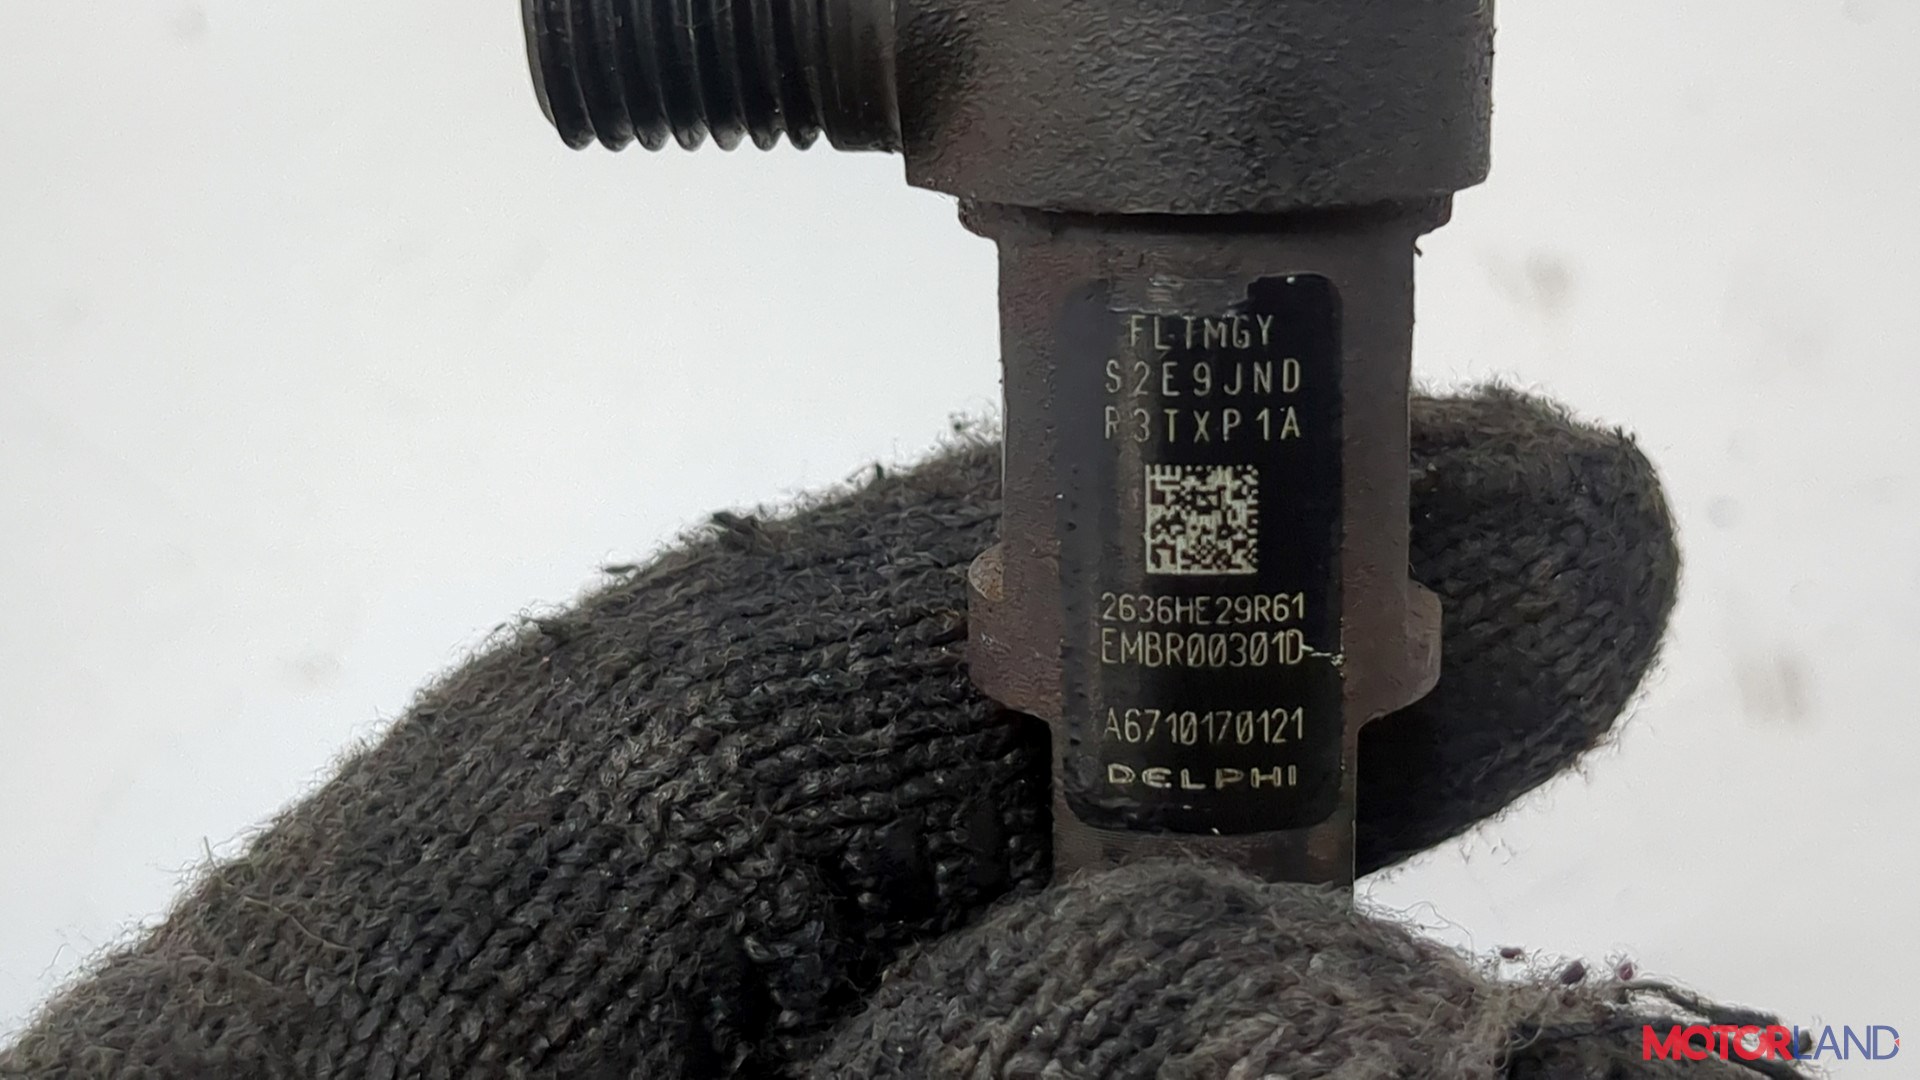 FLTMGY
S2E9JND
R3TXP1A
2636HE29R61
EMBR00301D
A6710170121
DELPHI
MOTORLAND